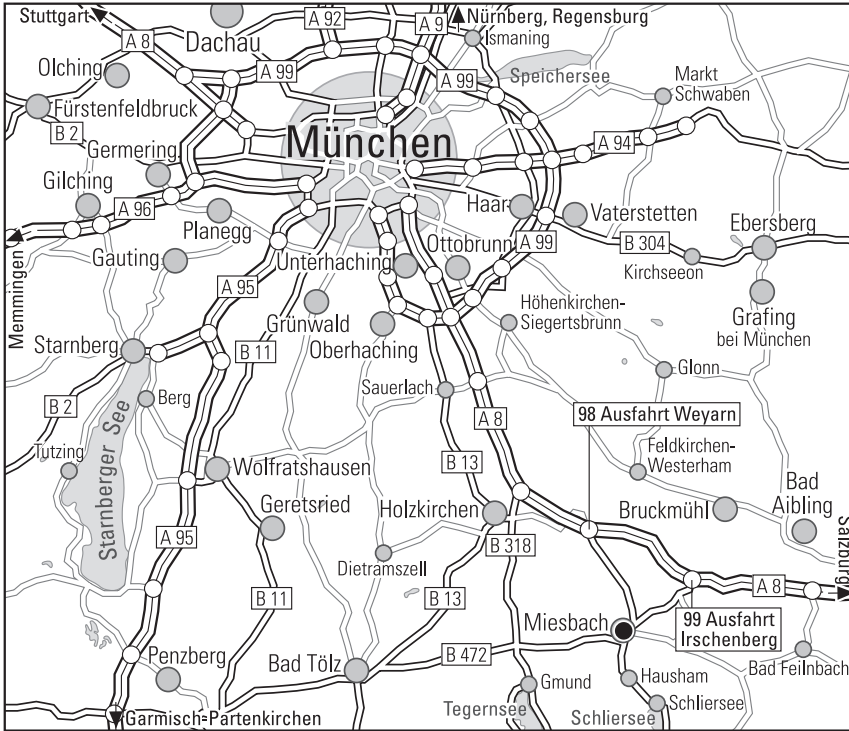 Stuttgart
A 92
A 9
Nürnberg, Regensburg
A 8
Dachau
Ismaning
Olching
A 99
A 99
Speichersee
Markt
Schwaben
Fürstenfeldbruck
B 2
München
A 94
Germering
Gilching
Haar
Vaterstetten
A 96
Planegg
Ottobrunn
A 99
Ebersberg
B 304
Gauting
Unterhaching
Kirchseeon
Memmingen
A 95
Grünwald
Höhenkirchen-
Siegertsbrunn
Grafing
bei München
Oberhaching
Starnberg
B 11
Glonn
Sauerlach
B 2
Berg
A 8
98 Ausfahrt Weyarn
Starnberger See
Tutzing
B 13
Feldkirchen-
Westerham
Wolfratshausen
Bad
Aibling
Geretsried
Holzkirchen
Bruckmühl
A 95
B 318
Salzburg
Dietramszell
A 8
B 11
B 13
Miesbach
99 Ausfahrt
Irschenberg
Penzberg
Bad Tölz
B 472
Bad Feilnbach
Gmund
Hausham
Schliersee
Tegernsee
Schliersee
Garmisch-Partenkirchen